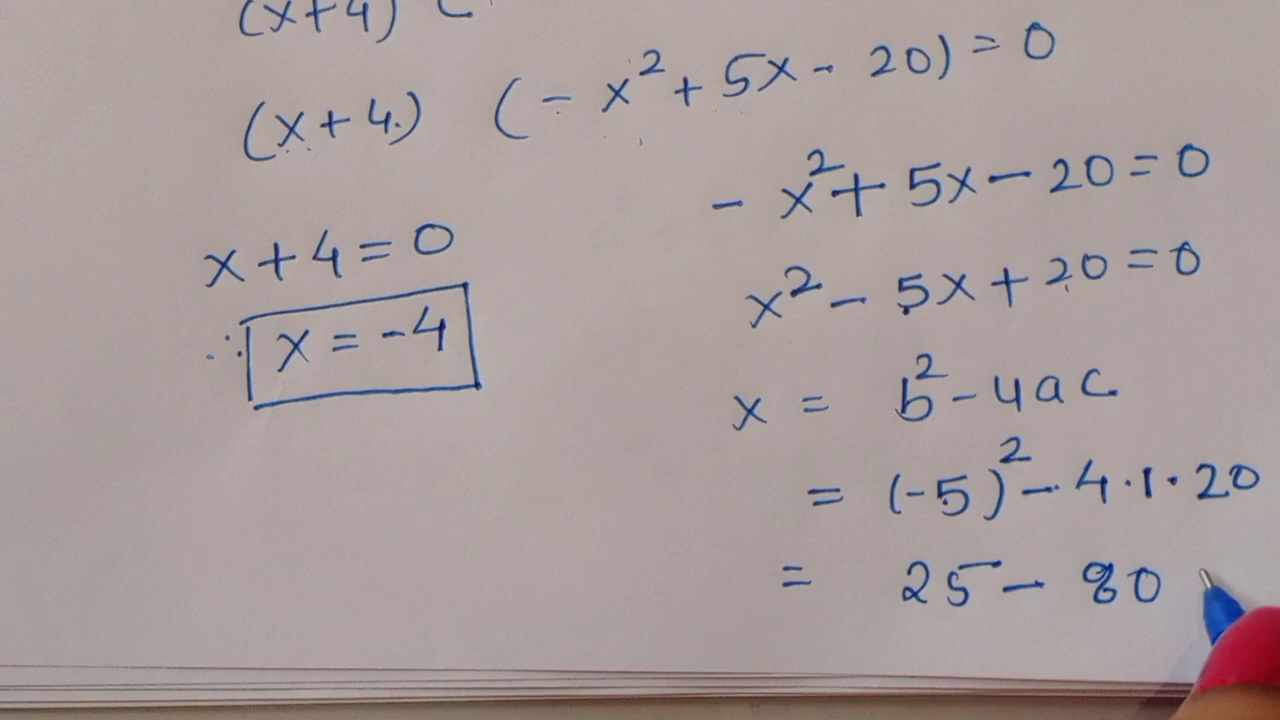 (x+4) (
(x+4) (-x²+5x-20)=0
-x²+5x-20=0
x+4=0
x²-5x+20=0
∴ x=-4
x = b²-4ac
= (-5)²-4·1·20
= 25-80